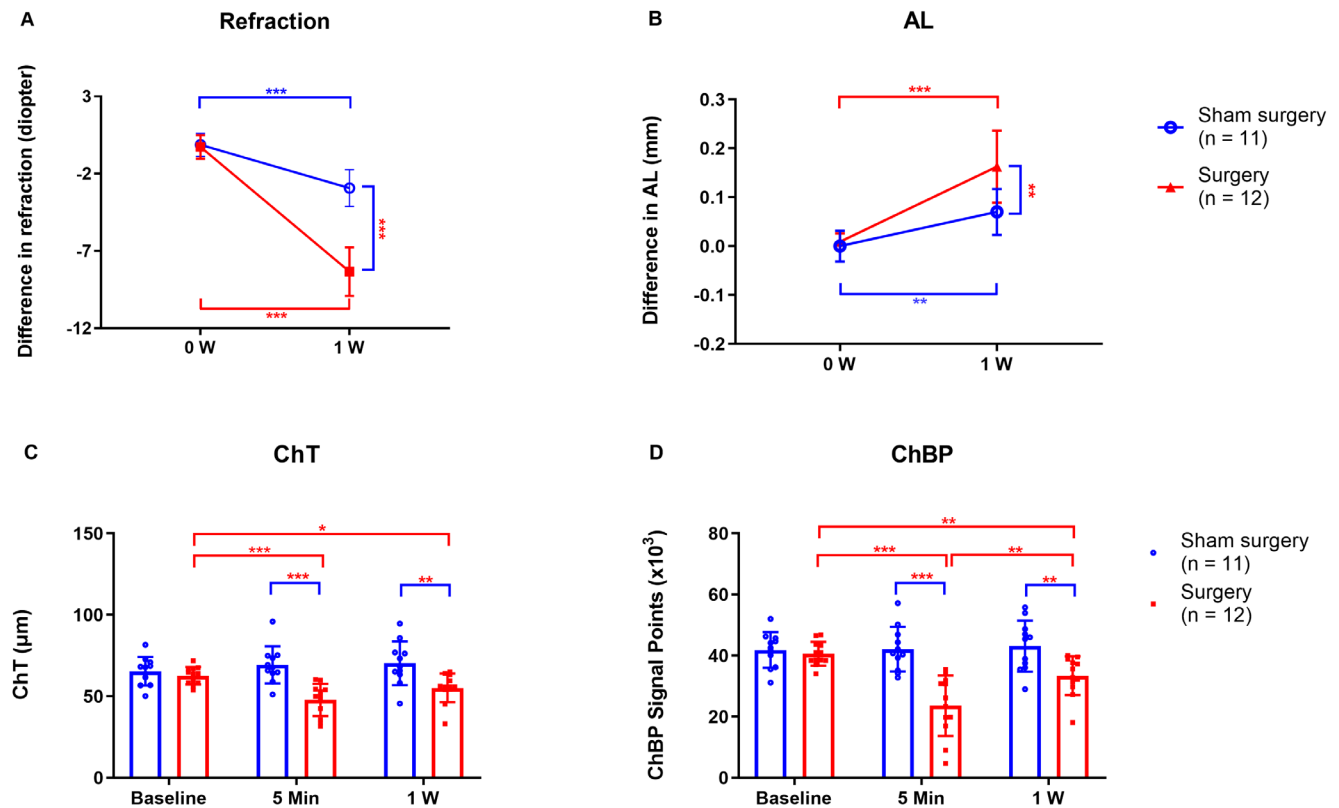 A
Refraction
Difference in refraction (diopter)
3
-2
-7
-12
***
***
***
0 W
1 W
B
AL
Difference in AL (mm)
0.3
0.2
0.1
0.0
-0.1
-0.2
***
**
**
0 W
1 W
Sham surgery
(n = 11)
Surgery
(n = 12)
C
ChT
ChT (µm)
150
100
50
0
*
***
***
**
Baseline
5 Min
1 W
D
ChBP
ChBP Signal Points (x10³)
80
60
40
20
0
**
***
**
***
**
Baseline
5 Min
1 W
Sham surgery
(n = 11)
Surgery
(n = 12)